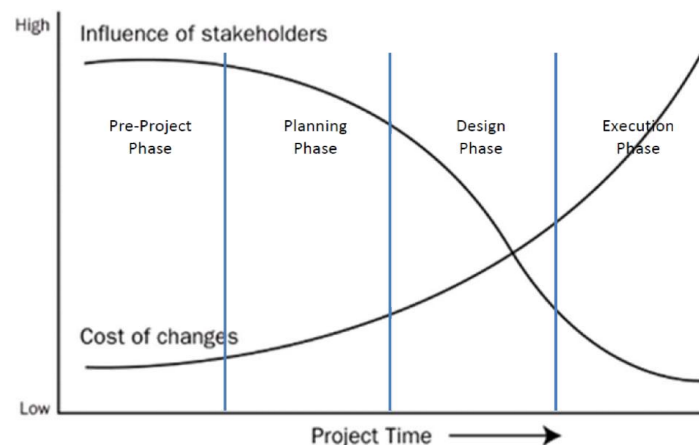 High
Influence of stakeholders
Pre-Project
Phase
Planning
Phase
Design
Phase
Execution
Phase
Cost of changes
Low
Project Time